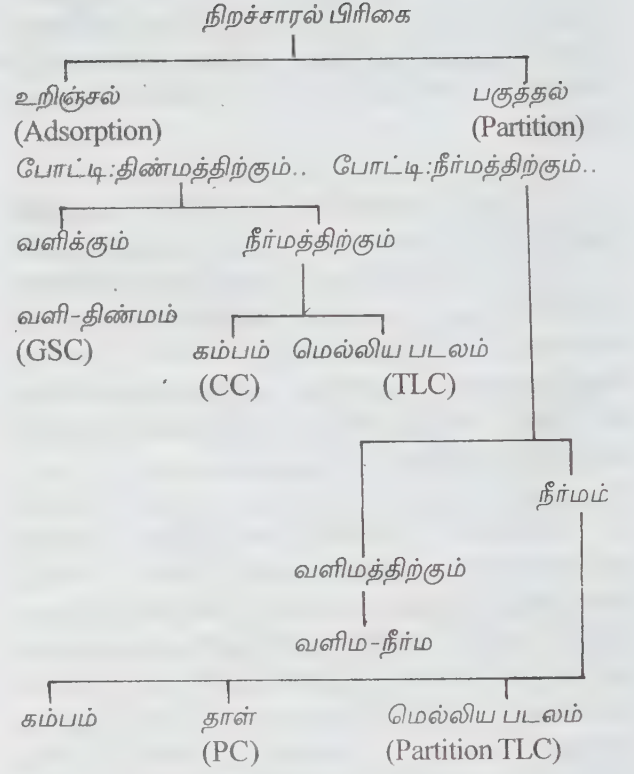 நிறச்சாரல் பிரிகை
உறிஞ்சல் பகுத்தல்
(Adsorption) (Partition)
போட்டி:திண்மத்திற்கும்.. போட்டி:நீர்மத்திற்கும்..
வளிக்கும் நீர்மத்திற்கும்
வளி-திண்மம்
(GSC) கம்பம் மெல்லிய படலம்
(CC) (TLC)
நீர்மம்
வளிமத்திற்கும்
வளிம-நீர்ம
கம்பம் தாள் மெல்லிய படலம்
(PC) (Partition TLC)